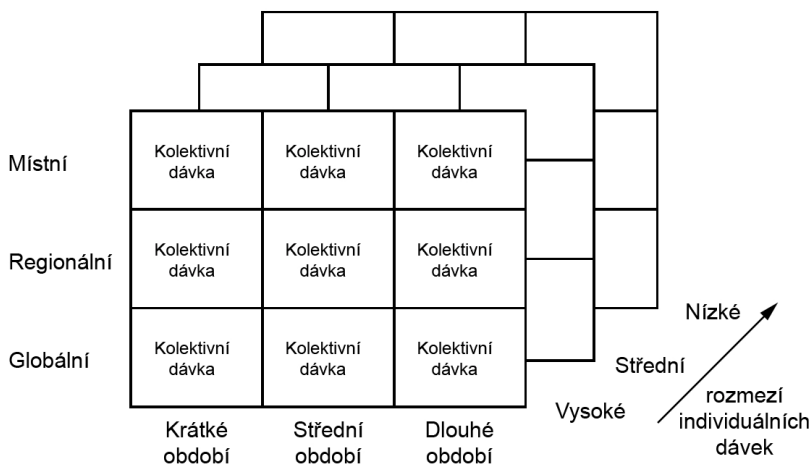 Místní
Kolektivní
dávka
Kolektivní
dávka
Kolektivní
dávka
Regionální
Kolektivní
dávka
Kolektivní
dávka
Kolektivní
dávka
Globální
Kolektivní
dávka
Kolektivní
dávka
Kolektivní
dávka
Krátké
období
Střední
období
Dlouhé
období
Vysoké
Střední
Nízké
rozmezí
individuálních
dávek